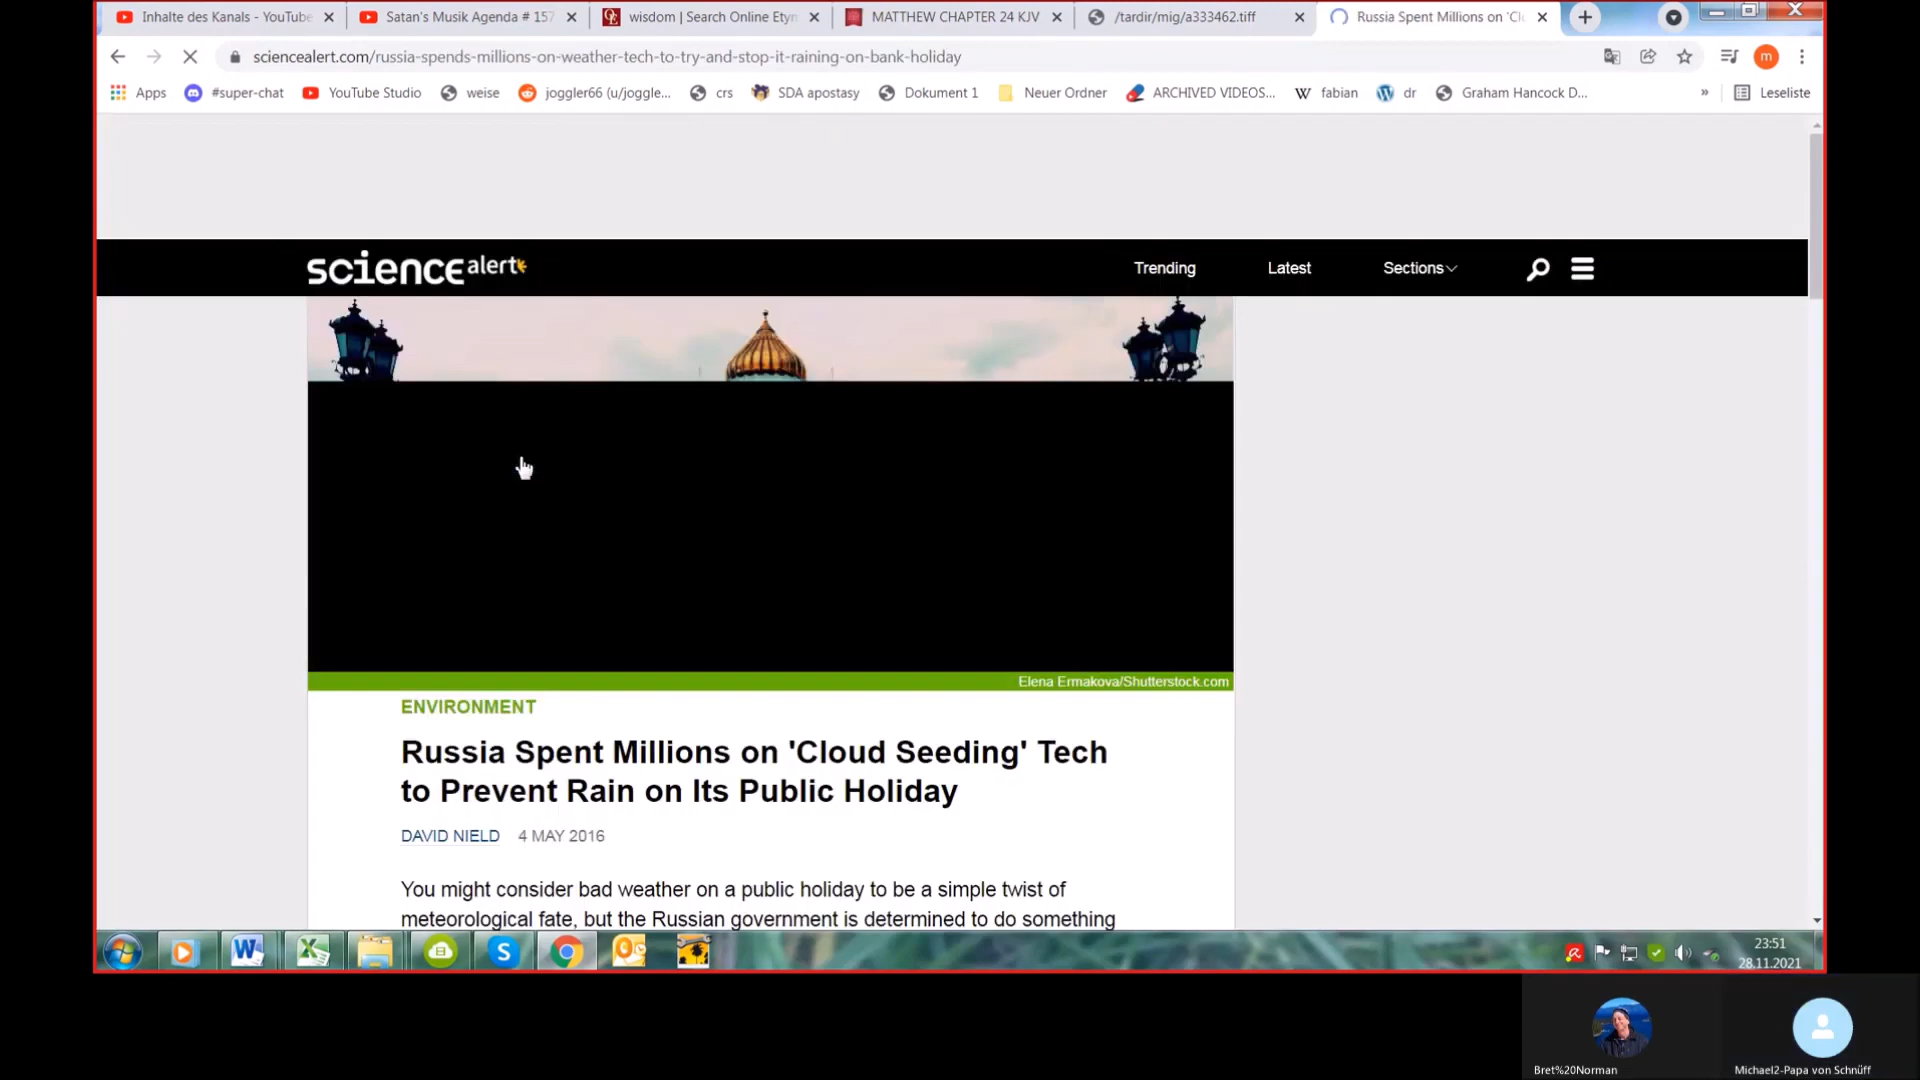 Inhalte des Kanals - YouTube
Satan's Musik Agenda # 157
wisdom | Search Online Etym
MATTHEW CHAPTER 24 KJV
/tardir/mig/a333462.tiff
Russia Spent Millions on 'Cl
sciencealert.com/russia-spends-millions-on-weather-tech-to-try-and-stop-it-raining-on-bank-holiday
m
Apps
#super-chat
YouTube Studio
weise
joggler66 (u/joggle...
crs
SDA apostasy
Dokument 1
Neuer Ordner
ARCHIVED VIDEOS...
W fabian
dr
Graham Hancock D...
»
Leseliste
sciencealert
Trending
Latest
Sections
Elena Ermakova/Shutterstock.com
ENVIRONMENT
Russia Spent Millions on 'Cloud Seeding' Tech
to Prevent Rain on Its Public Holiday
DAVID NIELD 4 MAY 2016
You might consider bad weather on a public holiday to be a simple twist of
meteorological fate, but the Russian government is determined to do something
23:51
28.11.2021
Bret%20Norman
Michael2-Papa von Schnüff